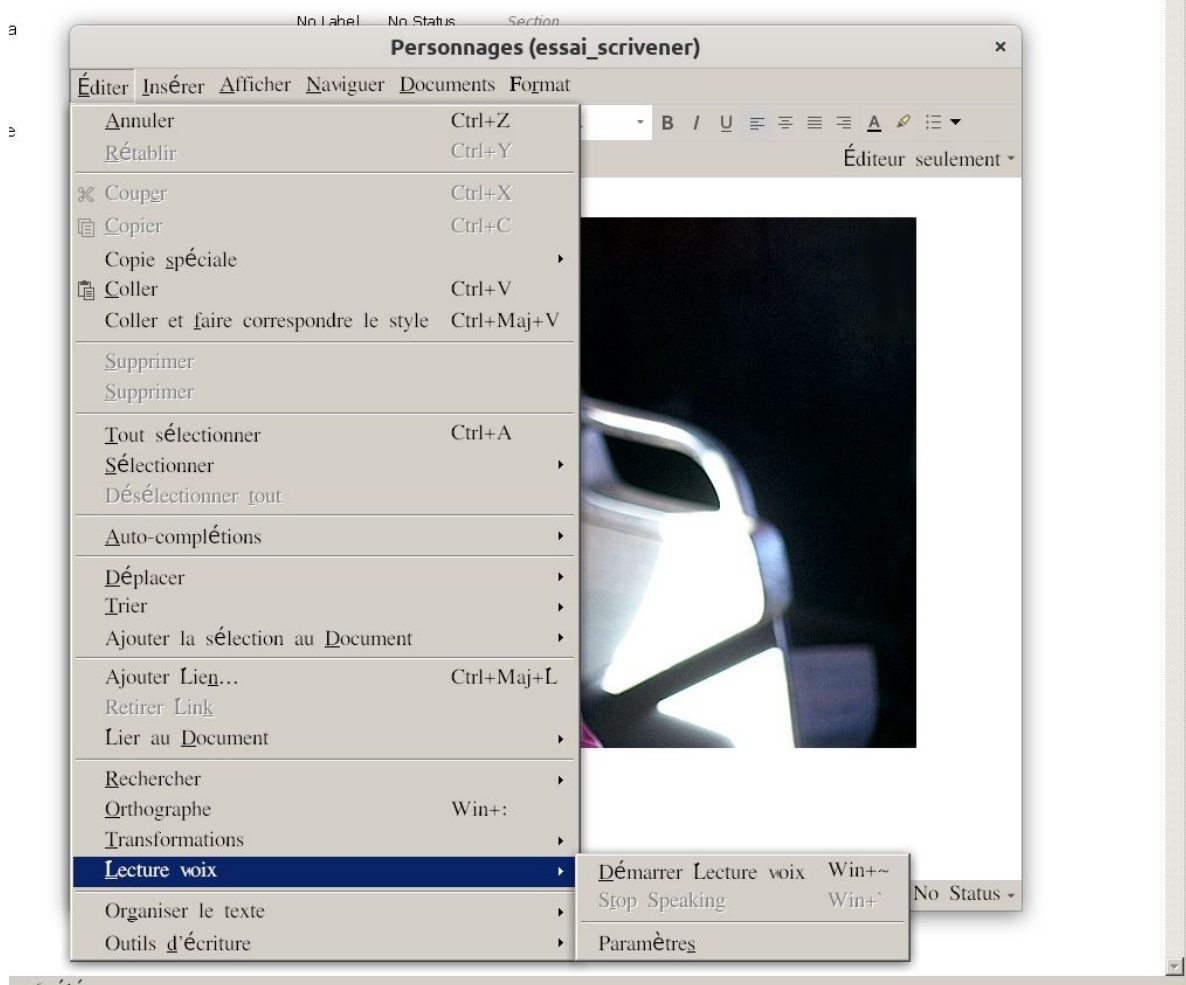 No Label No Status Section
a
Personnages (essai_scrivener) ×
Éditer Insérer Afficher Naviguer Documents Format
Annuler Ctrl+Z
B I U A
e
Rétablir Ctrl+Y
Éditeur seulement
Couper Ctrl+X
Copier Ctrl+C
Copie spéciale
Coller Ctrl+V
Coller et faire correspondre le style Ctrl+Maj+V
Supprimer
Supprimer
Tout sélectionner Ctrl+A
Sélectionner
Désélectionner tout
Auto-complétions
Déplacer
Trier
Ajouter la sélection au Document
Ajouter Lien... Ctrl+Maj+L
Retirer Link
Lier au Document
Rechercher
Orthographe Win+:
Transformations
Lecture voix
Démarrer Lecture voix Win+~
Stop Speaking Win+`
No Status
Organiser le texte
Outils d'écriture
Paramètres